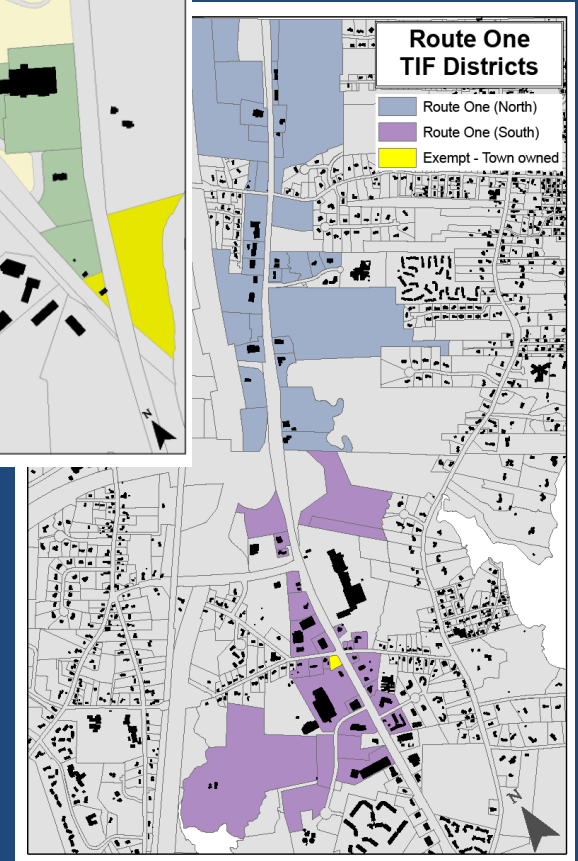 Route One
TIF Districts
Route One (North)
Route One (South)
Exempt - Town owned
N
N